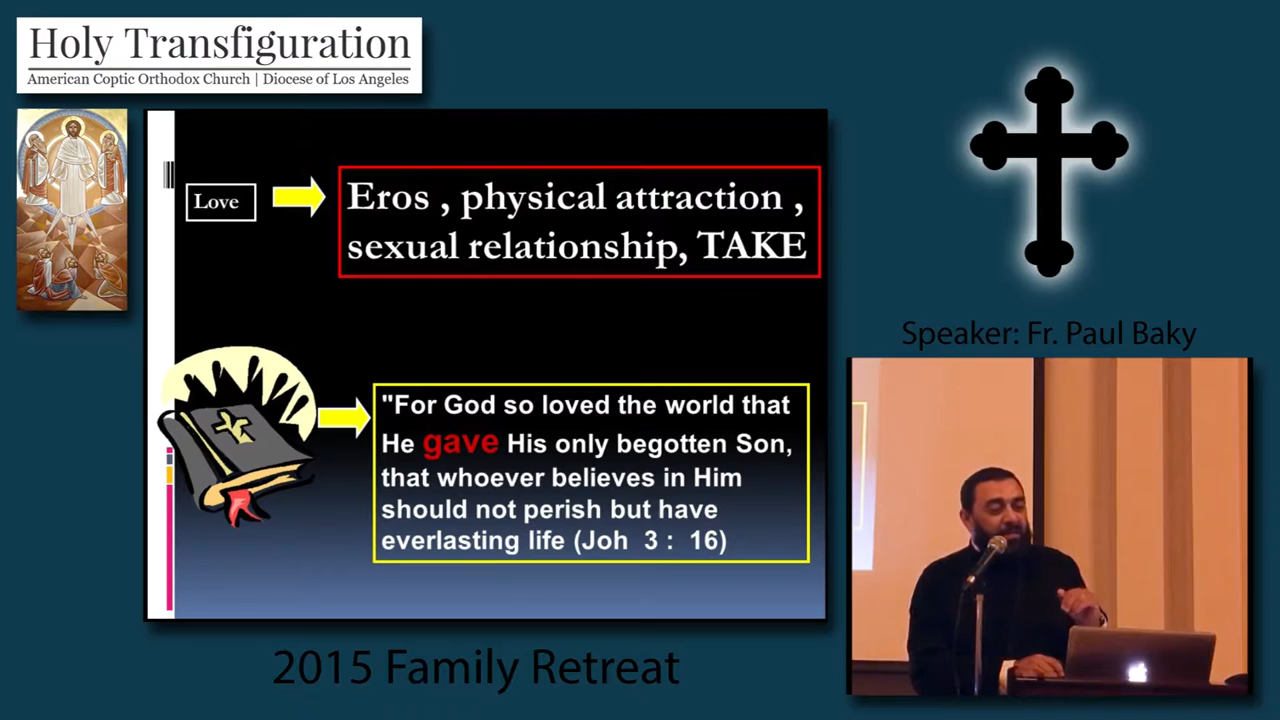 Holy Transfiguration
American Coptic Orthodox Church | Diocese of Los Angeles
Love
Eros , physical attraction ,
sexual relationship, TAKE
"For God so loved the world that
He gave His only begotten Son,
that whoever believes in Him
should not perish but have
everlasting life (Joh 3 : 16)
Speaker: Fr. Paul Baky
2015 Family Retreat